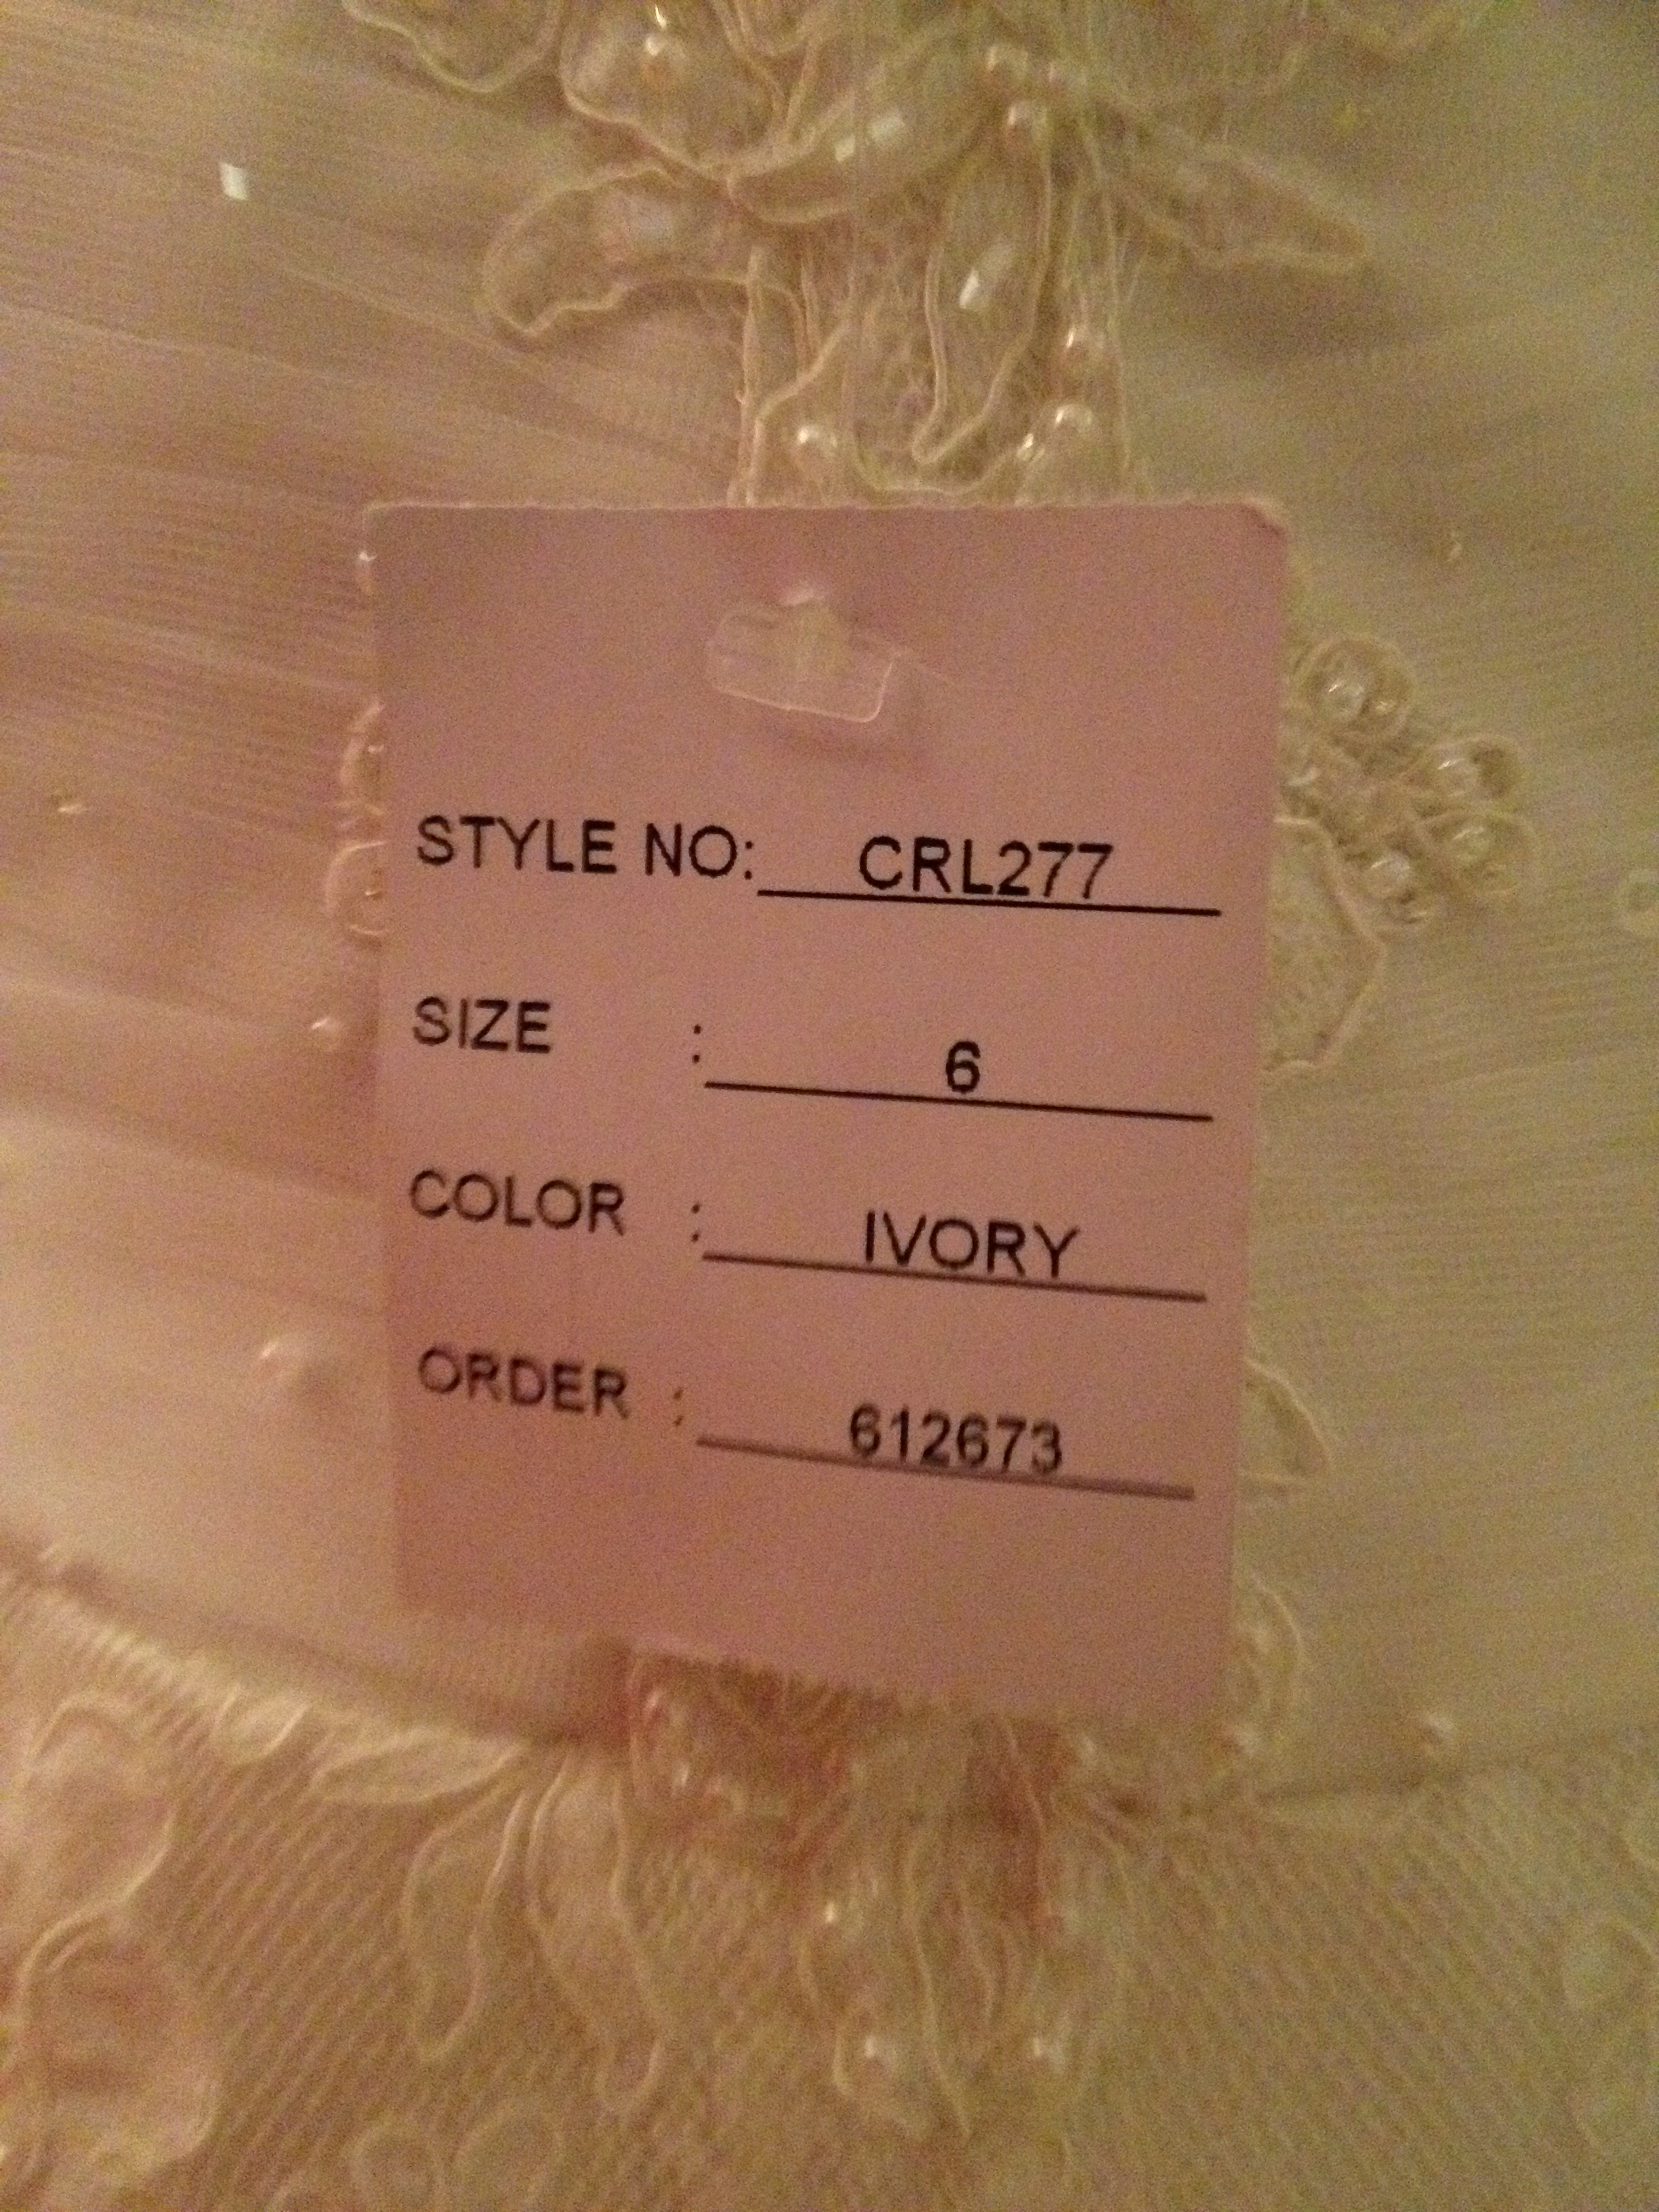 STYLE NO: CRL277
SIZE : 6
COLOR : IVORY
ORDER : 612673